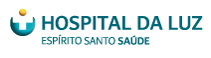 HOSPITAL DA LUZ
ESPÍRITO SANTO SAÚDE